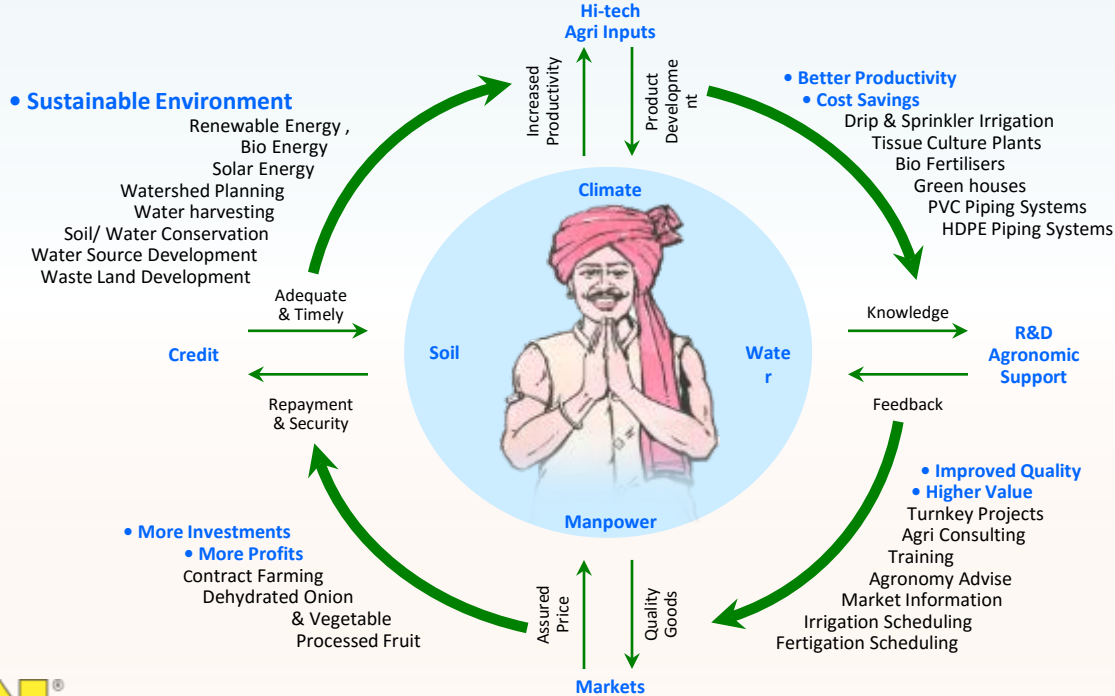 Hi-tech
Agri Inputs
Increased
Productivity
Product
Developme
nt
• Sustainable Environment
Renewable Energy ,
Bio Energy
Solar Energy
Watershed Planning
Water harvesting
Soil/ Water Conservation
Water Source Development
Waste Land Development
• Better Productivity
• Cost Savings
Drip & Sprinkler Irrigation
Tissue Culture Plants
Bio Fertilisers
Green houses
PVC Piping Systems
HDPE Piping Systems
Climate
Adequate
& Timely
Credit
Repayment
& Security
Soil
Wate
r
Knowledge
R&D
Agronomic
Support
Feedback
Manpower
• More Investments
• More Profits
Contract Farming
Dehydrated Onion
& Vegetable
Processed Fruit
• Improved Quality
• Higher Value
Turnkey Projects
Agri Consulting
Training
Agronomy Advise
Market Information
Irrigation Scheduling
Fertigation Scheduling
Assured
Price
Quality
Goods
Markets
®